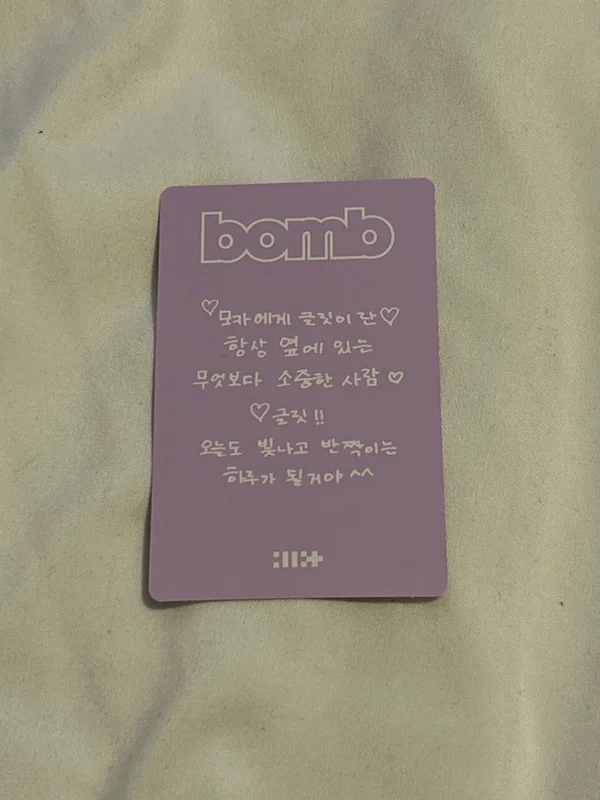 bomb
♡모카에게 글릿이란♡
항상 옆에 있는
무엇보다 소중한 사람 ♡
♡글릿!!
오늘도 빛나고 반짝이는
하루가 될거야 ^^